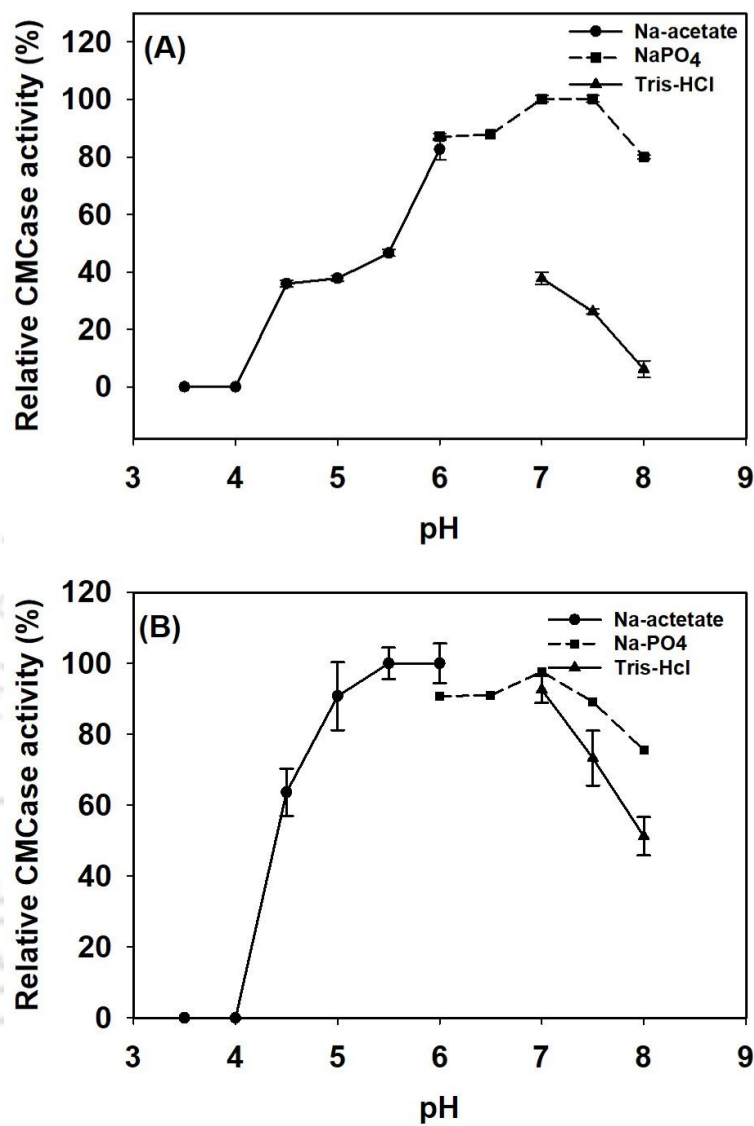 120
(A)
Na-acetate
NaPO4
Tris-HCl
100
80
60
40
20
0
Relative CMCase activity (%)
3 4 5 6 7 8 9
pH
120
(B)
Na-actetate
Na-PO4
Tris-Hcl
100
80
60
40
20
0
Relative CMCase activity (%)
3 4 5 6 7 8 9
pH